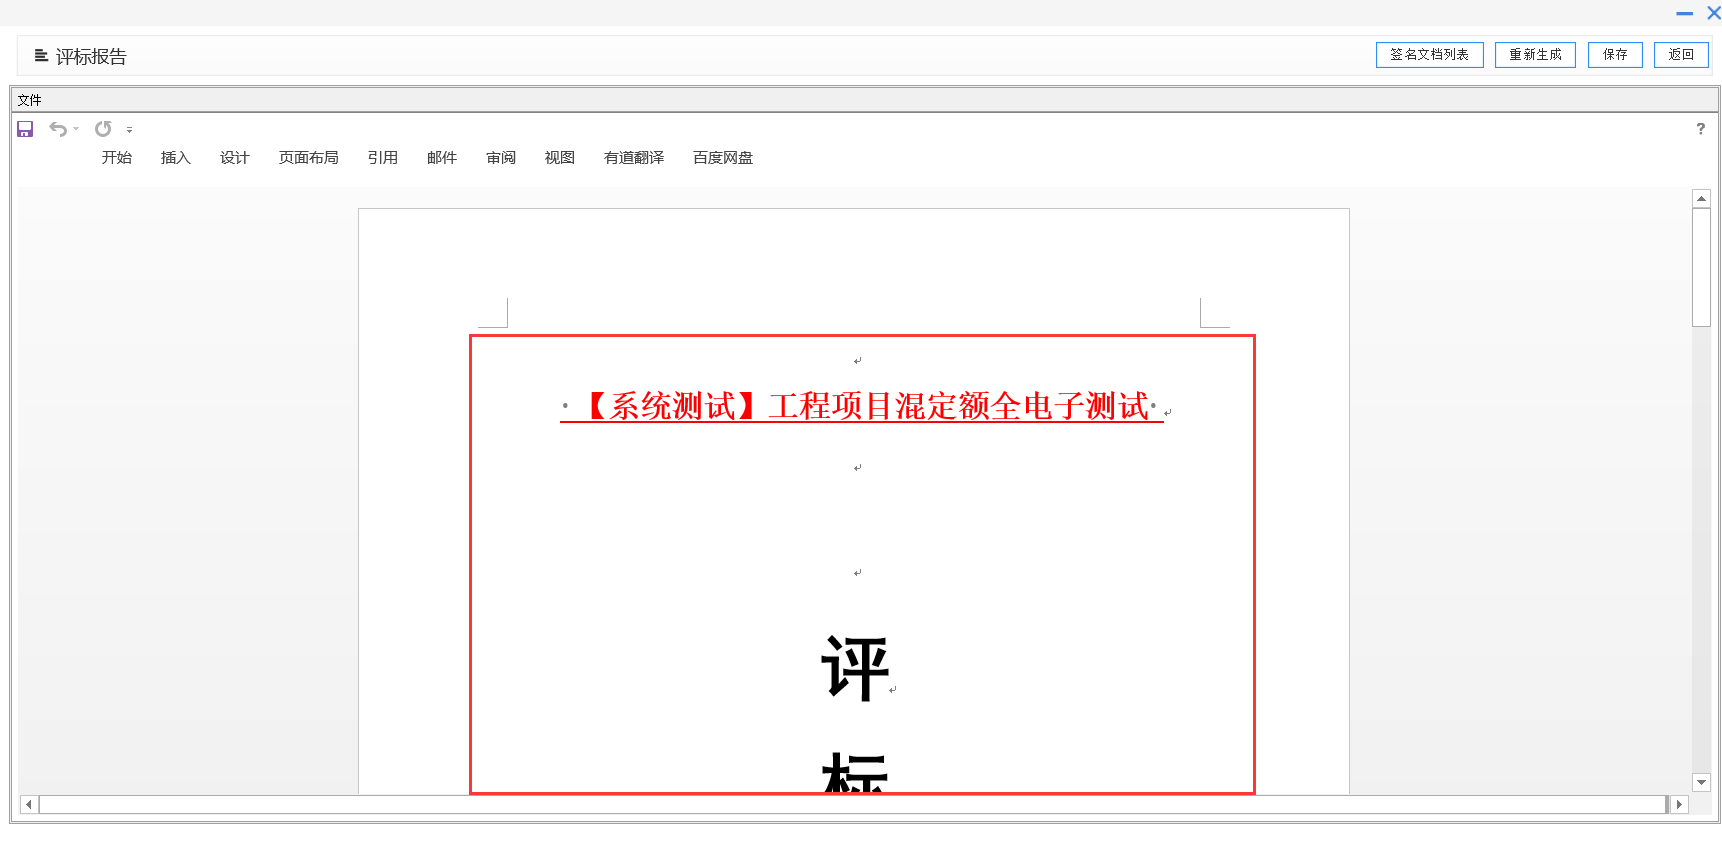 评标报告
签名文档列表 重新生成 保存 返回
文件
?
开始 插入 设计 页面布局 引用 邮件 审阅 视图 有道翻译 百度网盘
【系统测试】工程项目混定额全电子测试
评
标